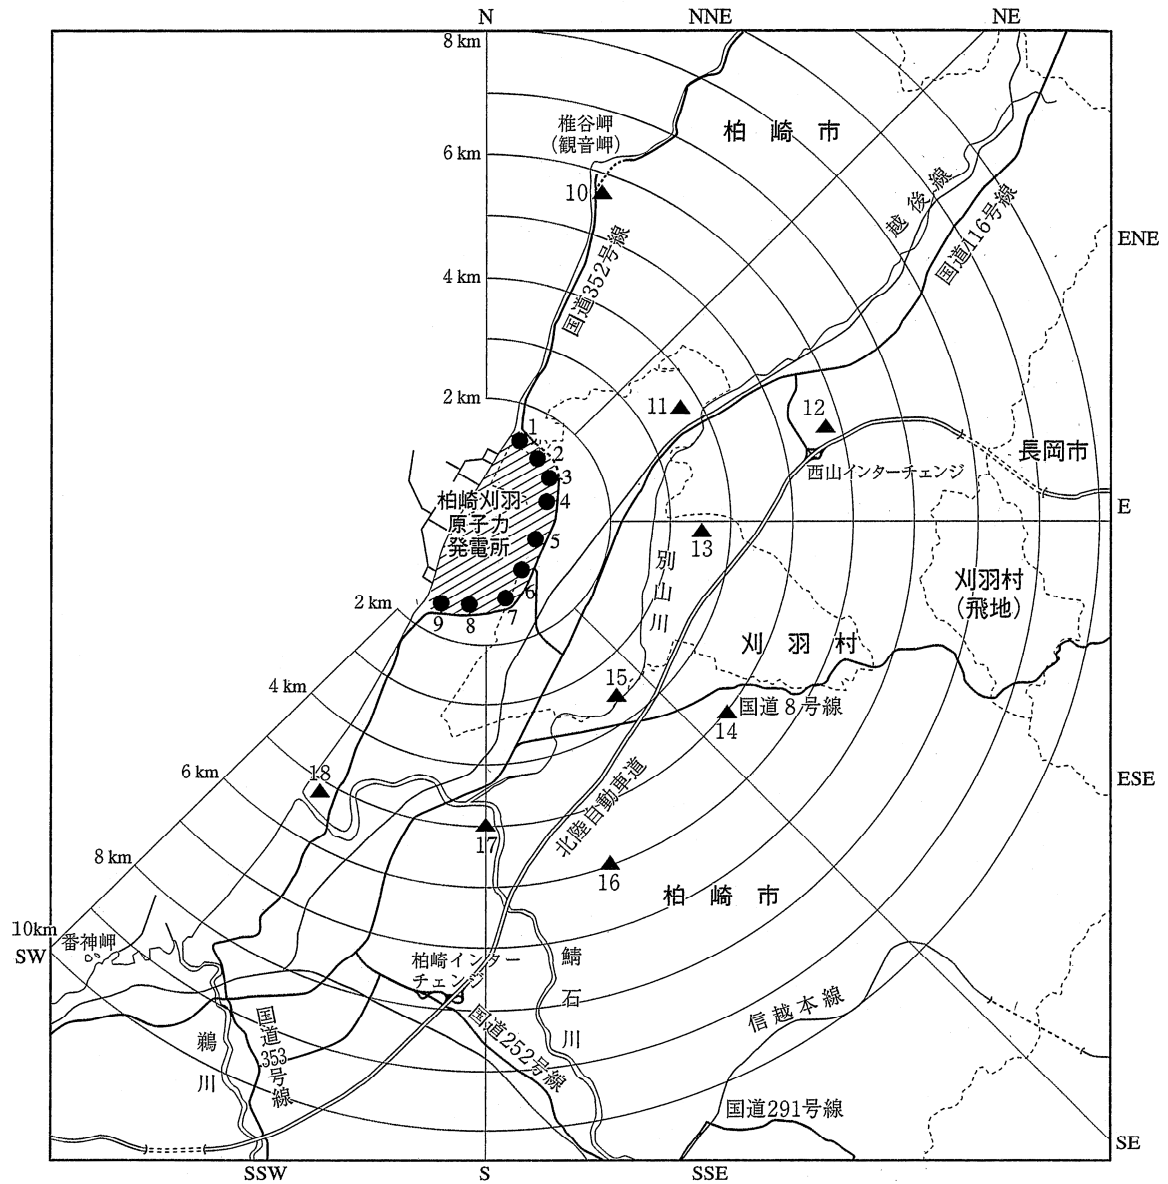 N
NNE
NE
8 km
椎谷岬
(観音岬)
柏崎市
6 km
10
越後線
国道116号線
ENE
国道352号線
4 km
2 km
11
12
1
2
3
4
5
6
7
8
9
長岡市
西山インターチェンジ
柏崎刈羽
原子力
発電所
E
13
別山川
刈羽村
(飛地)
2 km
刈羽村
15
4 km
国道8号線
14
6 km
18
ESE
北陸自動車道
17
16
8 km
柏崎市
10km
SW
番神岬
柏崎インター
チェンジ
鯖石川
国道353号線
国道252号線
信越本線
鵜川
国道291号線
SE
SSW
S
SSE